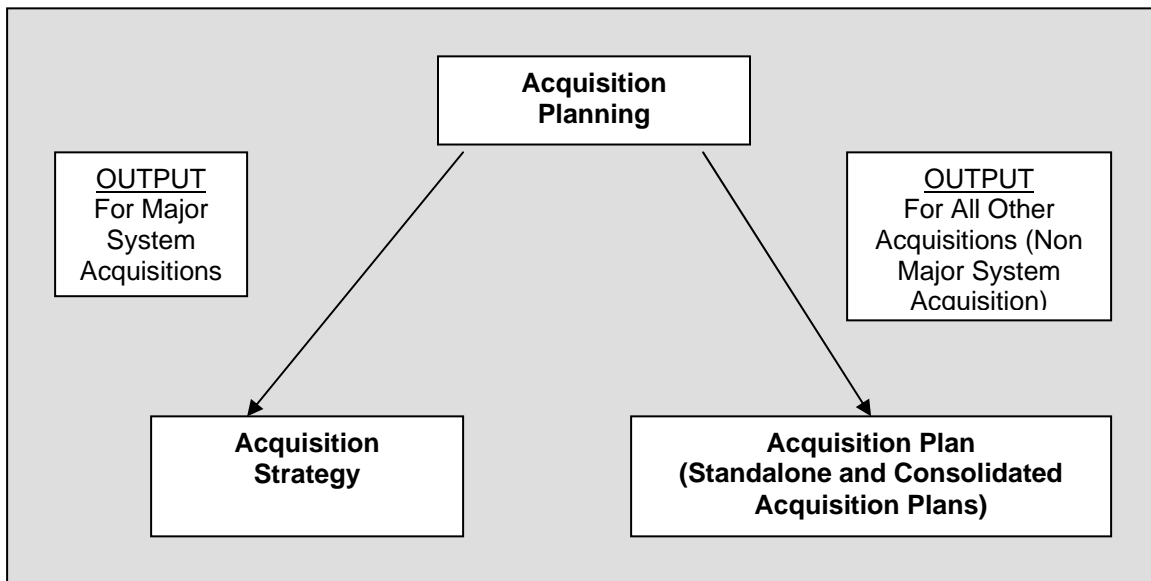 Acquisition
Planning
OUTPUT
For Major
System
Acquisitions
OUTPUT
For All Other
Acquisitions (Non
Major System
Acquisition)
Acquisition
Strategy
Acquisition Plan
(Standalone and Consolidated
Acquisition Plans)